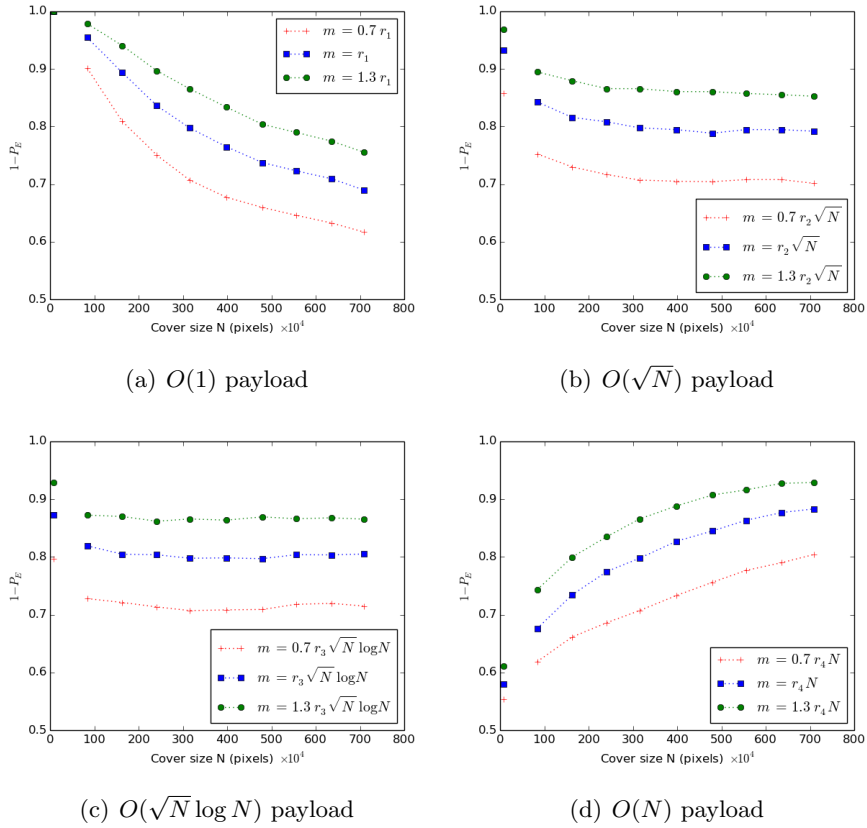 1.0
0.9
0.8
0.7
0.6
0.5
1−P_E
0 100 200 300 400 500 600 700 800
Cover size N (pixels) ×10^4
m = 0.7 r_1
m = r_1
m = 1.3 r_1
(a) O(1) payload
1.0
0.9
0.8
0.7
0.6
0.5
1−P_E
0 100 200 300 400 500 600 700 800
Cover size N (pixels) ×10^4
m = 0.7 r_2 √N
m = r_2 √N
m = 1.3 r_2 √N
(b) O(√N) payload
1.0
0.9
0.8
0.7
0.6
0.5
1−P_E
0 100 200 300 400 500 600 700 800
Cover size N (pixels) ×10^4
m = 0.7 r_3 √N logN
m = r_3 √N logN
m = 1.3 r_3 √N logN
(c) O(√N log N) payload
1.0
0.9
0.8
0.7
0.6
0.5
1−P_E
0 100 200 300 400 500 600 700 800
Cover size N (pixels) ×10^4
m = 0.7 r_4 N
m = r_4 N
m = 1.3 r_4 N
(d) O(N) payload